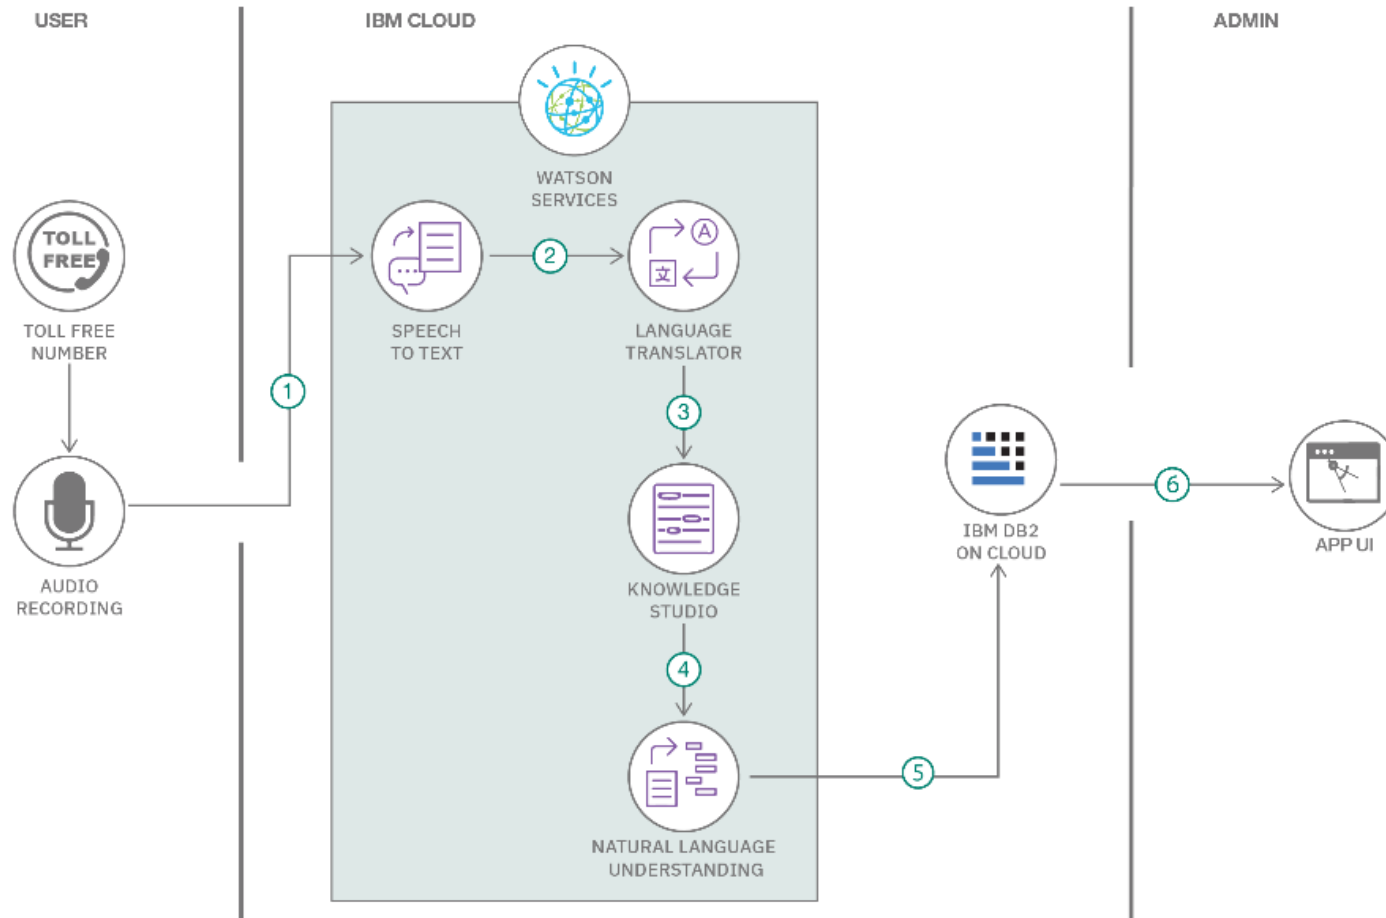 USER
IBM CLOUD
ADMIN
WATSON
SERVICES
TOLL
FREE
TOLL FREE
NUMBER
1
SPEECH
TO TEXT
2
A
文
LANGUAGE
TRANSLATOR
3
AUDIO
RECORDING
KNOWLEDGE
STUDIO
4
NATURAL LANGUAGE
UNDERSTANDING
5
IBM DB2
ON CLOUD
6
APP UI